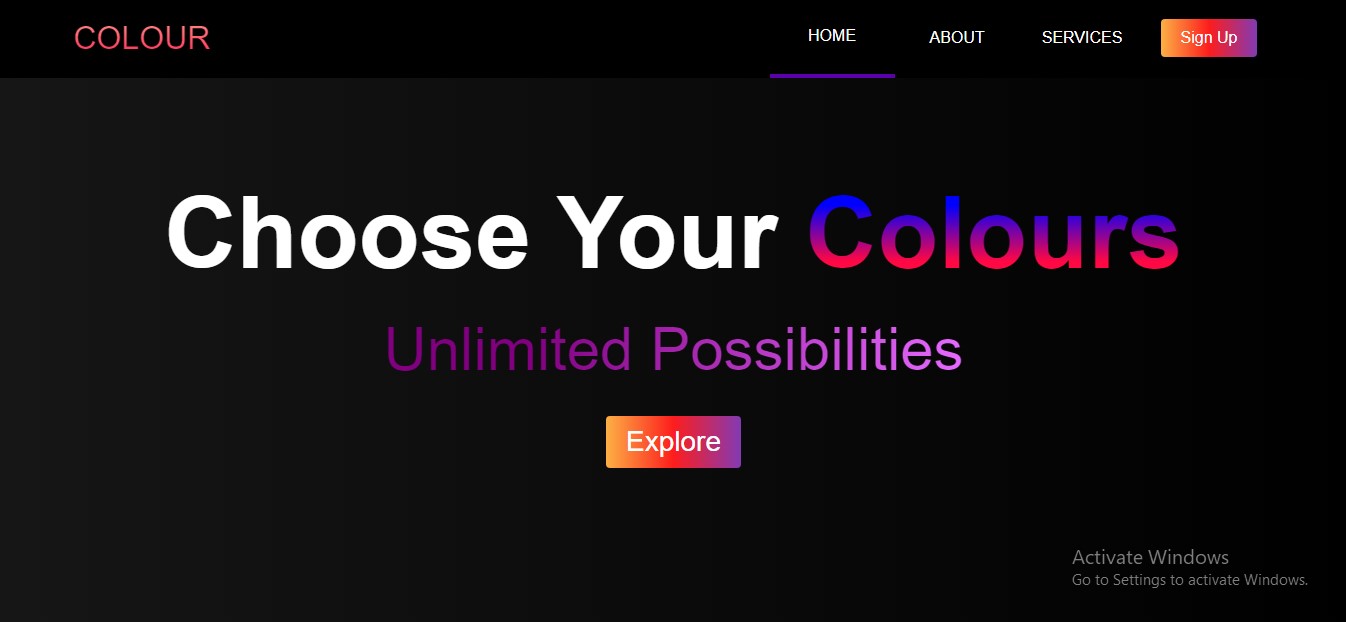 COLOUR HOME ABOUT SERVICES Sign Up
Choose Your Colours
Unlimited Possibilities
Explore
Activate Windows
Go to Settings to activate Windows.